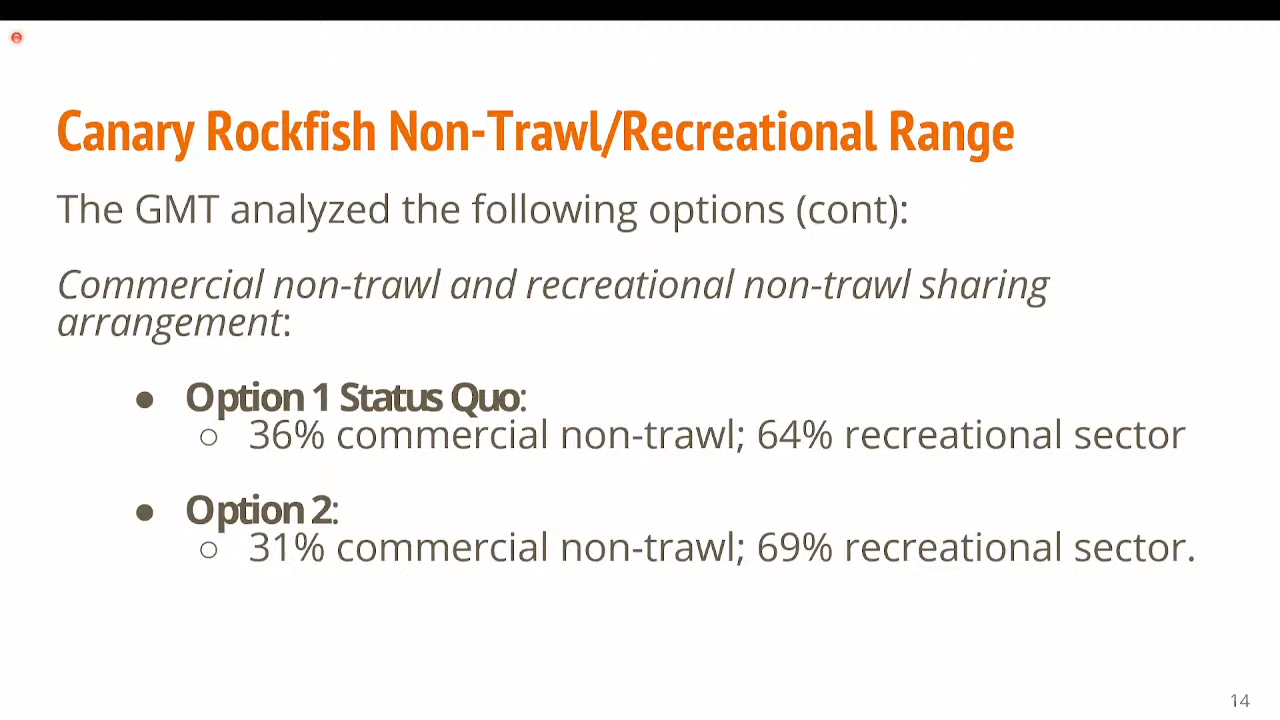 Canary Rockfish Non-Trawl/Recreational Range
The GMT analyzed the following options (cont):
Commercial non-trawl and recreational non-trawl sharing
arrangement:
● Option 1 Status Quo:
○ 36% commercial non-trawl; 64% recreational sector
● Option 2:
○ 31% commercial non-trawl; 69% recreational sector.
14